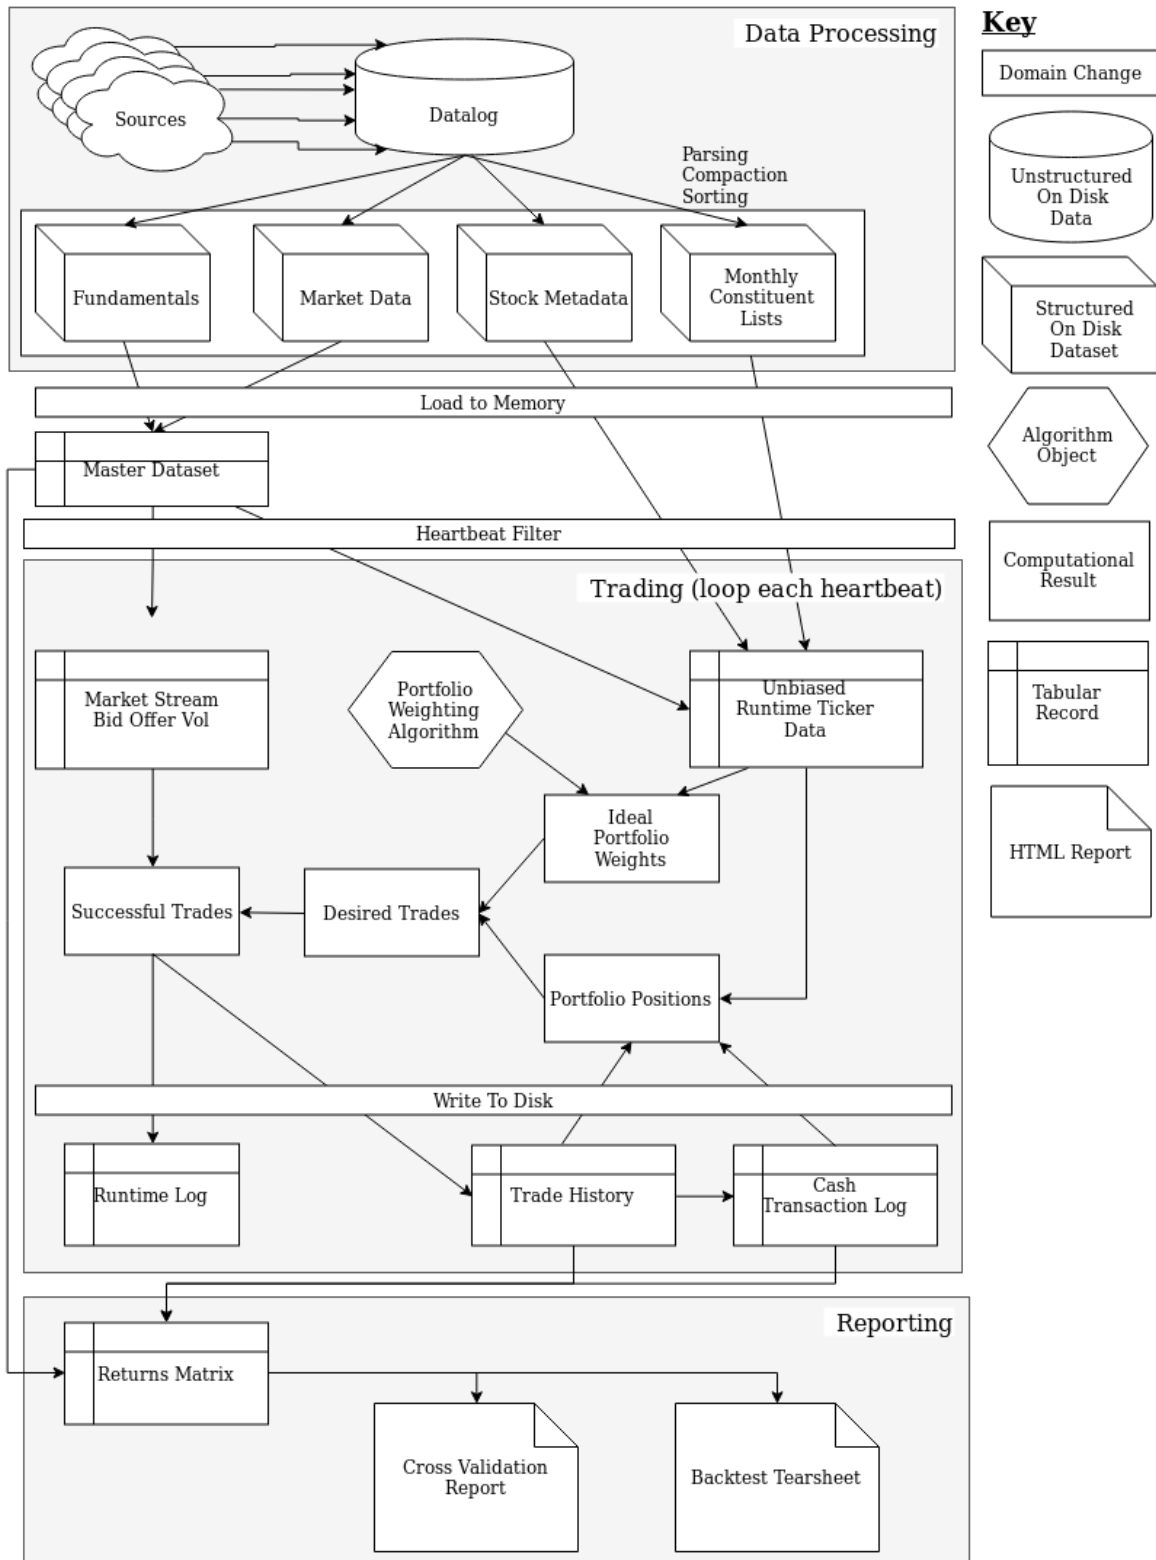 Data Processing
Sources
Datalog
Parsing
Compaction
Sorting
Fundamentals
Market Data
Stock Metadata
Monthly
Constituent
Lists
Load to Memory
Master Dataset
Heartbeat Filter
Trading (loop each heartbeat)
Market Stream
Bid Offer Vol
Portfolio
Weighting
Algorithm
Unbiased
Runtime Ticker
Data
Ideal
Portfolio
Weights
Successful Trades
Desired Trades
Portfolio Positions
Write To Disk
Runtime Log
Trade History
Cash
Transaction Log
Reporting
Returns Matrix
Cross Validation
Report
Backtest Tearsheet
Key
Domain Change
Unstructured
On Disk
Data
Structured
On Disk
Dataset
Algorithm
Object
Computational
Result
Tabular
Record
HTML Report